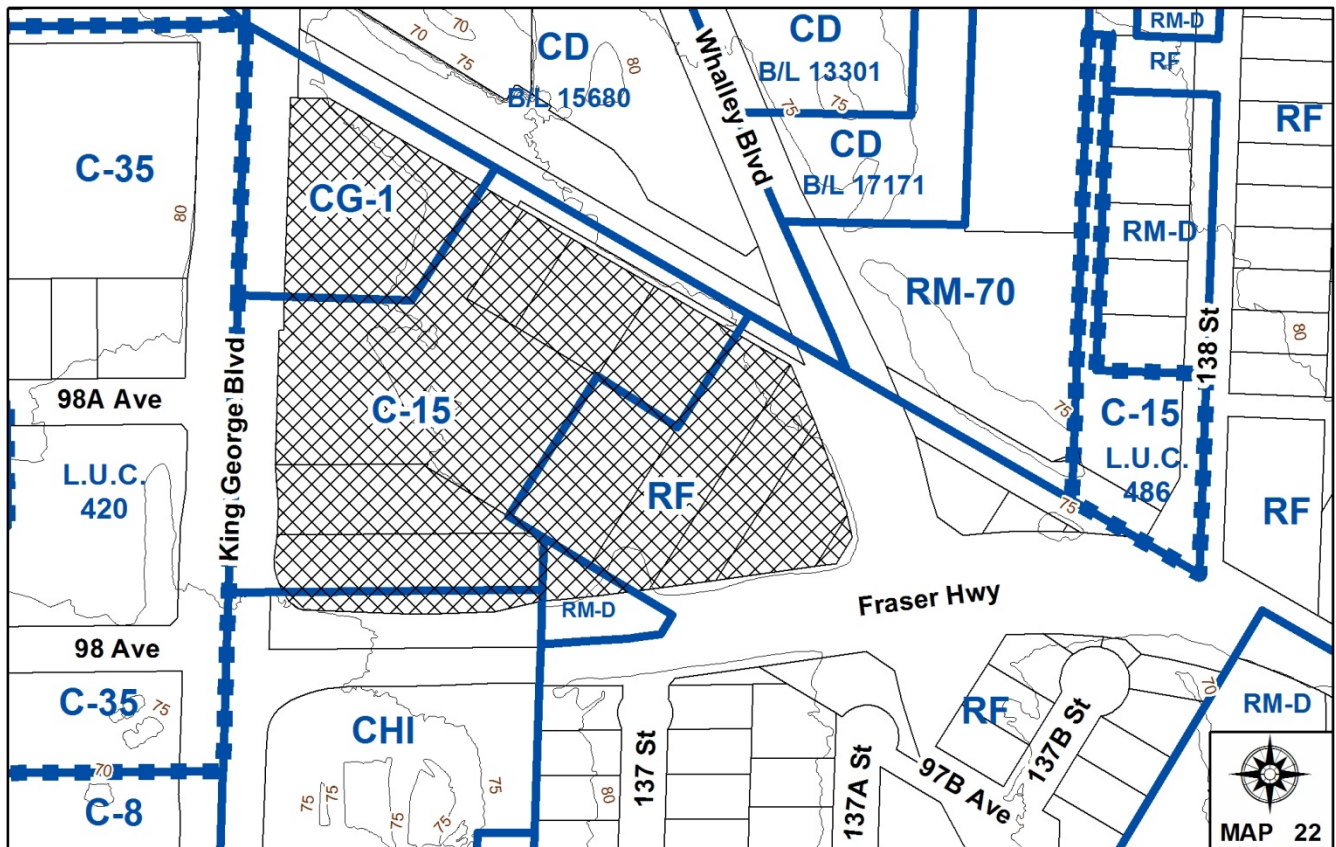 70
70
75
CD
B/L 15680
80
Whalley Blvd
CD
B/L 13301
75
75
CD
B/L 17171
RM-D
RF
RF
C-35
80
CG-1
RM-D
RM-70
138 St
80
98A Ave
King George Blvd
C-15
75
C-15
L.U.C.
486
L.U.C.
420
RF
75
RF
RM-D
Fraser Hwy
98 Ave
C-35
75
70
C-8
CHI
75
75
75
75
75
137 St
80
137A St
97B Ave
RF
137B St
70
RM-D
MAP 22